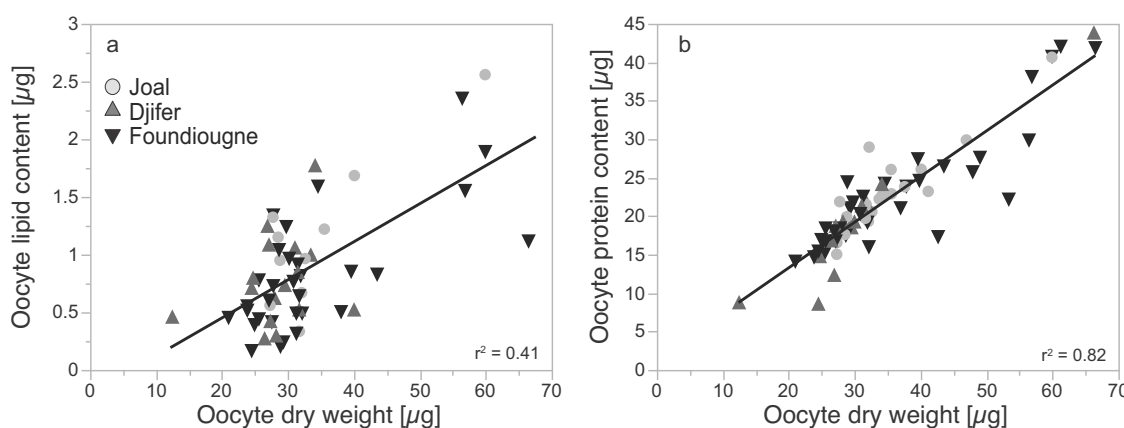 a
Joal
Djifer
Foundiougne
Oocyte lipid content [µg]
3
2.5
2
1.5
1
0.5
0
r² = 0.41
0 10 20 30 40 50 60 70
Oocyte dry weight [µg]
b
Oocyte protein content [µg]
45
40
35
30
25
20
15
10
5
0
r² = 0.82
0 10 20 30 40 50 60 70
Oocyte dry weight [µg]